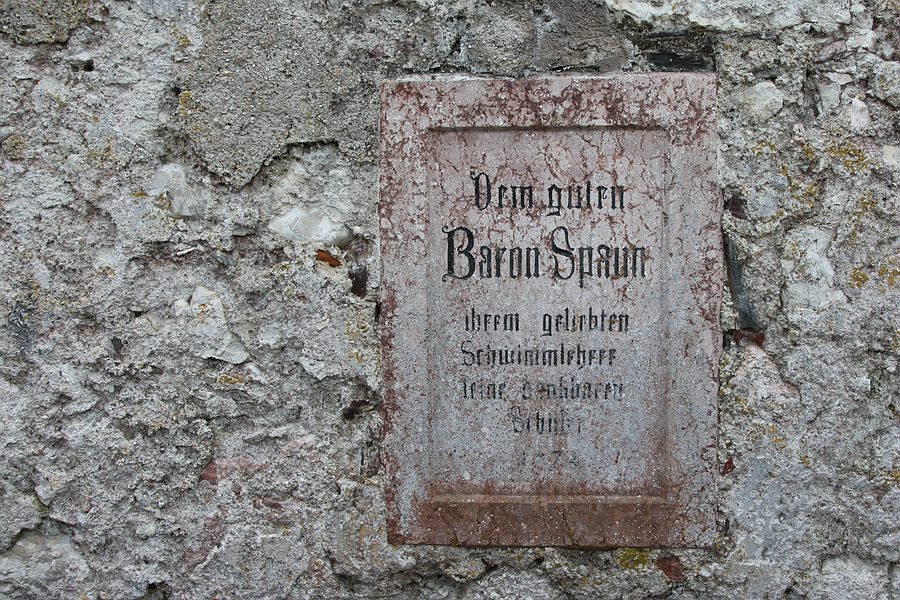 Dem guten
Baron Spaun
ihrem geliebten
Schwimmlehrer
seine dankbaren
Schüler